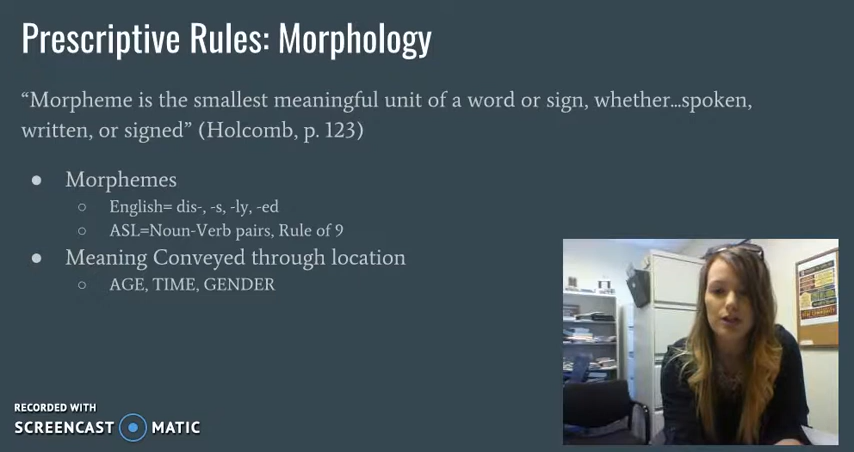 Prescriptive Rules: Morphology
“Morpheme is the smallest meaningful unit of a word or sign, whether...spoken,
written, or signed” (Holcomb, p. 123)
● Morphemes
○ English= dis-, -s, -ly, -ed
○ ASL=Noun-Verb pairs, Rule of 9
● Meaning Conveyed through location
○ AGE, TIME, GENDER
RECORDED WITH
SCREENCAST MATIC